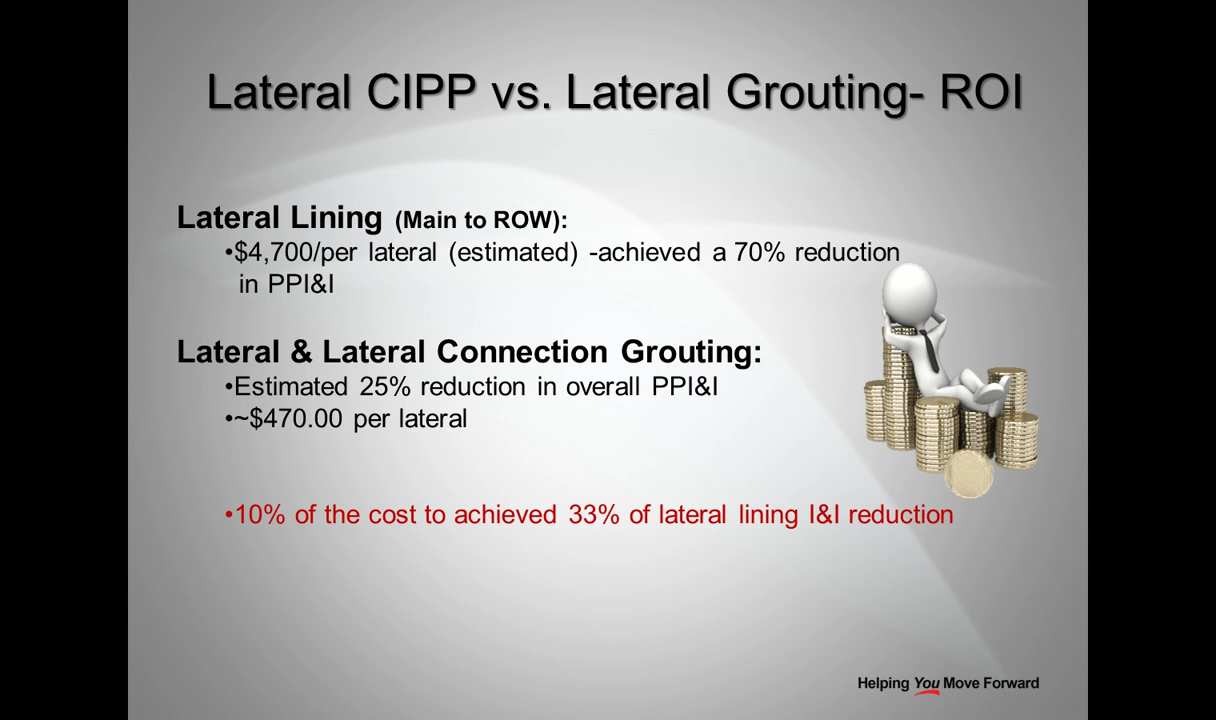 Lateral CIPP vs. Lateral Grouting- ROI
Lateral Lining (Main to ROW):
•$4,700/per lateral (estimated) -achieved a 70% reduction
in PPI&I
Lateral & Lateral Connection Grouting:
•Estimated 25% reduction in overall PPI&I
•~$470.00 per lateral
•10% of the cost to achieved 33% of lateral lining I&I reduction
Helping You Move Forward